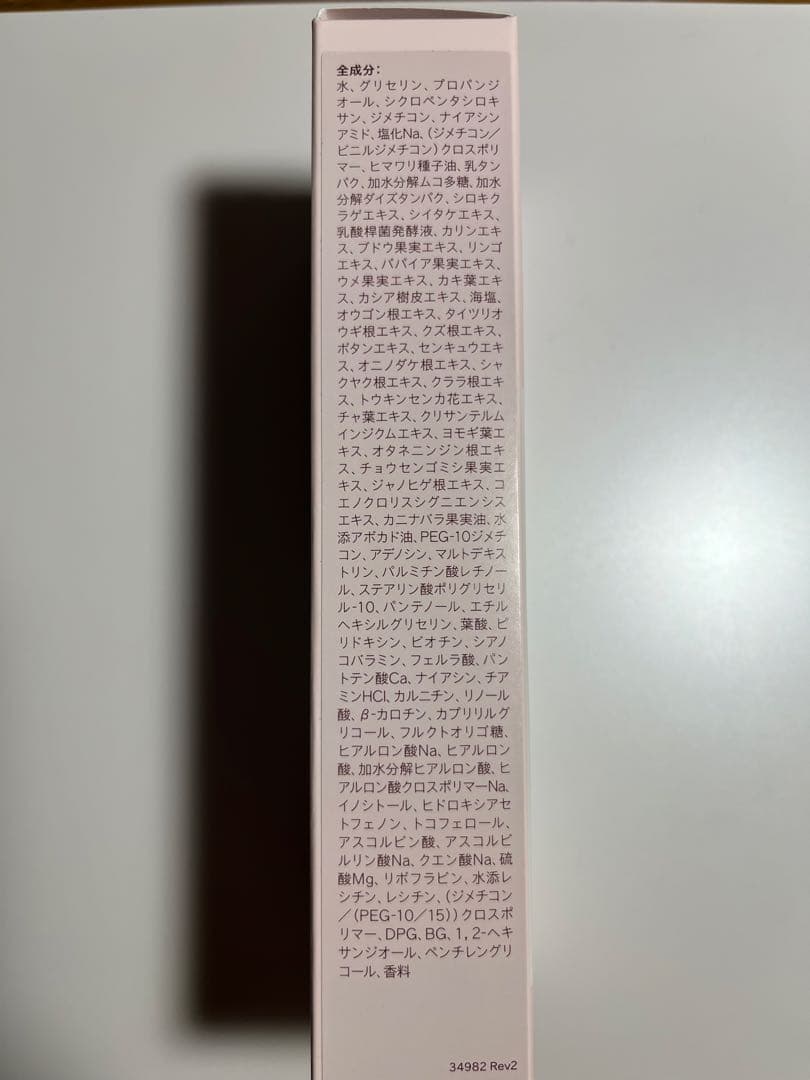 全成分：
水、グリセリン、プロパンジ
オール、シクロペンタシロキ
サン、ジメチコン、ナイアシン
アミド、塩化Na、（ジメチコン／
ビニルジメチコン）クロスポリ
マー、ヒマワリ種子油、乳タン
パク、加水分解ムコ多糖、加水
分解ダイズタンパク、シロキク
ラゲエキス、シイタケエキス、
乳酸桿菌発酵液、カリンエキ
ス、ブドウ果実エキス、リンゴ
エキス、パパイア果実エキス、
ウメ果実エキス、カキ葉エキ
ス、カシア樹皮エキス、海塩、
オウゴン根エキス、タイツリオ
ウギ根エキス、クズ根エキス、
ボタンエキス、センキュウエキ
ス、オニノダケ根エキス、シャ
クヤク根エキス、クララ根エキ
ス、トウキンセンカ花エキス、
チャ葉エキス、クリサンテルム
インジクムエキス、ヨモギ葉エ
キス、オタネニンジン根エキ
ス、チョウセンゴミシ果実エ
キス、ジャノヒゲ根エキス、コ
エノクロリスシグニエンシス
エキス、カニナバラ果実油、水
添アボカド油、PEG-10ジメチ
コン、アデノシン、マルトデキス
トリン、パルミチン酸レチノー
ル、ステアリン酸ポリグリセリ
ル-10、パンテノール、エチル
ヘキシルグリセリン、葉酸、ピ
リドキシン、ビオチン、シアノ
コバラミン、フェルラ酸、パン
トテン酸Ca、ナイアシン、チア
ミンHCl、カルニチン、リノール
酸、β-カロチン、カプリリルグ
リコール、フルクトオリゴ糖、
ヒアルロン酸Na、ヒアルロン
酸、加水分解ヒアルロン酸、ヒ
アルロン酸クロスポリマーNa、
イノシトール、ヒドロキシアセ
トフェノン、トコフェロール、
アスコルビン酸、アスコルビ
ルリン酸Na、クエン酸Na、硫
酸Mg、リボフラビン、水添レ
シチン、レシチン、（ジメチコン
／（PEG-10／15））クロスポ
リマー、DPG、BG、1，2-ヘキ
サンジオール、ペンチレングリ
コール、香料
34982 Rev2